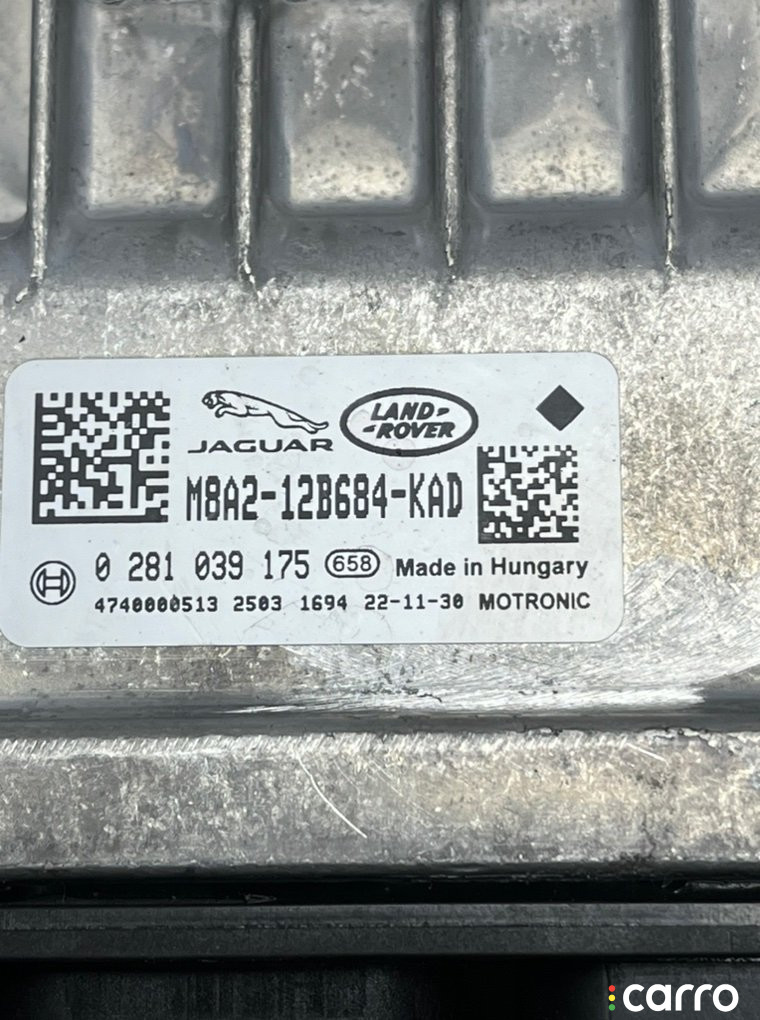 JAGUAR
LAND-
-ROVER
M8A2-12B684-KAD
0 281 039 175 658 Made in Hungary
4740000513 2503 1694 22-11-30 MOTRONIC
carro